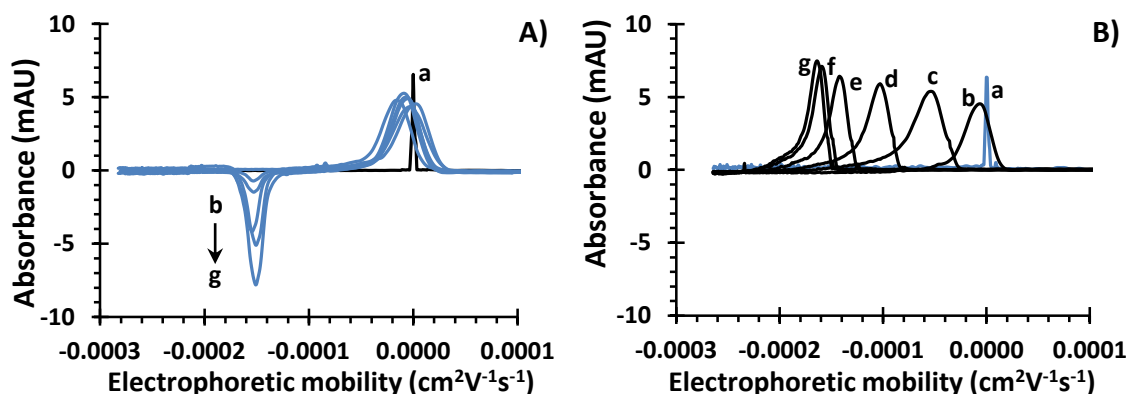 A)
Absorbance (mAU)
10
5
0
-5
-10
a
b
g
-0.0003 -0.0002 -0.0001 0.0000 0.0001
Electrophoretic mobility (cm²V⁻¹s⁻¹)
B)
Absorbance (mAU)
10
5
0
-5
-10
g f e d c b a
-0.0003 -0.0002 -0.0001 0.0000 0.0001
Electrophoretic mobility (cm²V⁻¹s⁻¹)